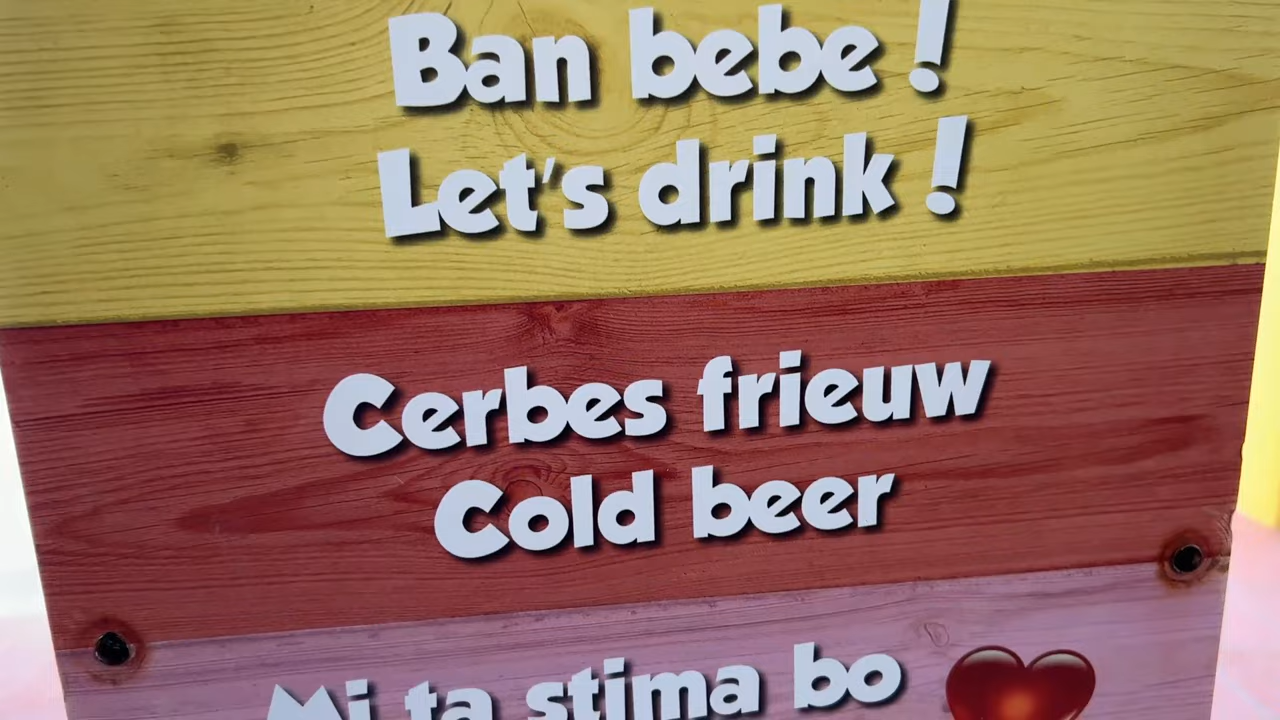 Ban bebe!
Let's drink!
Cerbes frieuw
Cold beer
Mi ta stima bo